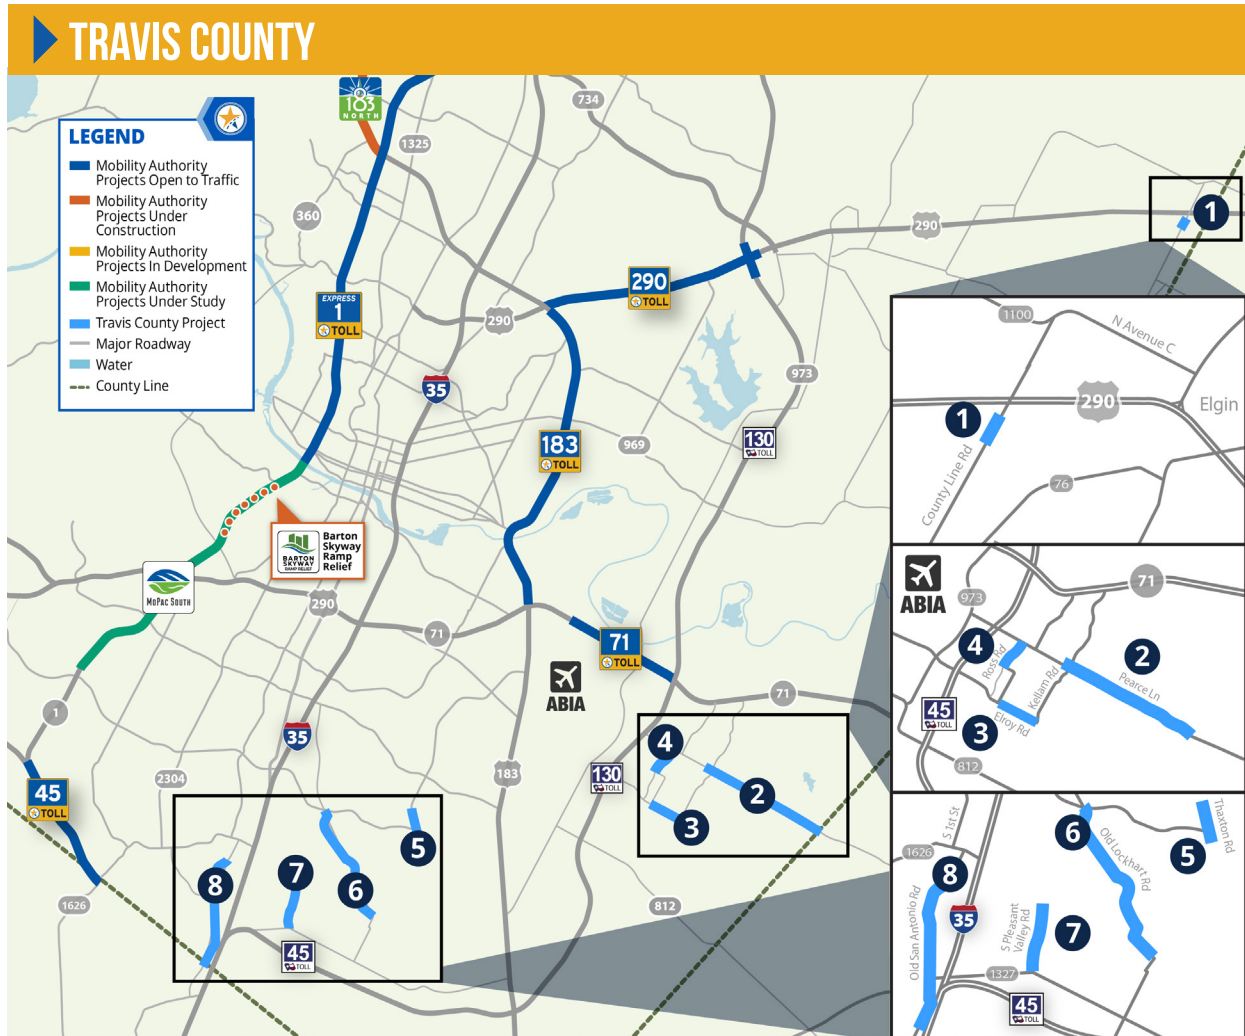 TRAVIS COUNTY
LEGEND
Mobility Authority
Projects Open to Traffic
Mobility Authority
Projects Under
Construction
Mobility Authority
Projects In Development
Mobility Authority
Projects Under Study
Travis County Project
Major Roadway
Water
County Line
183
NORTH
1325
734
360
290
1
EXPRESS
1
TOLL
290
TOLL
290
35
973
183
TOLL
969
130
TOLL
Barton
Skyway
Ramp
Relief
BARTON
SKYWAY
RAMP RELIEF
MoPac South
290
71
71
TOLL
ABIA
71
1
35
2304
183
130
TOLL
45
TOLL
4
2
3
5
6
7
8
1626
45
TOLL
812
1100
N Avenue C
290
Elgin
1
County Line Rd
76
ABIA
71
973
4
Ross Rd
2
Pearce Ln
Kellam Rd
45
TOLL
3
Elroy Rd
812
S 1st St
6
Old Lockhart Rd
Thaxton Rd
5
1626
8
Old San Antonio Rd
35
S Pleasant
Valley Rd
7
1327
45
TOLL